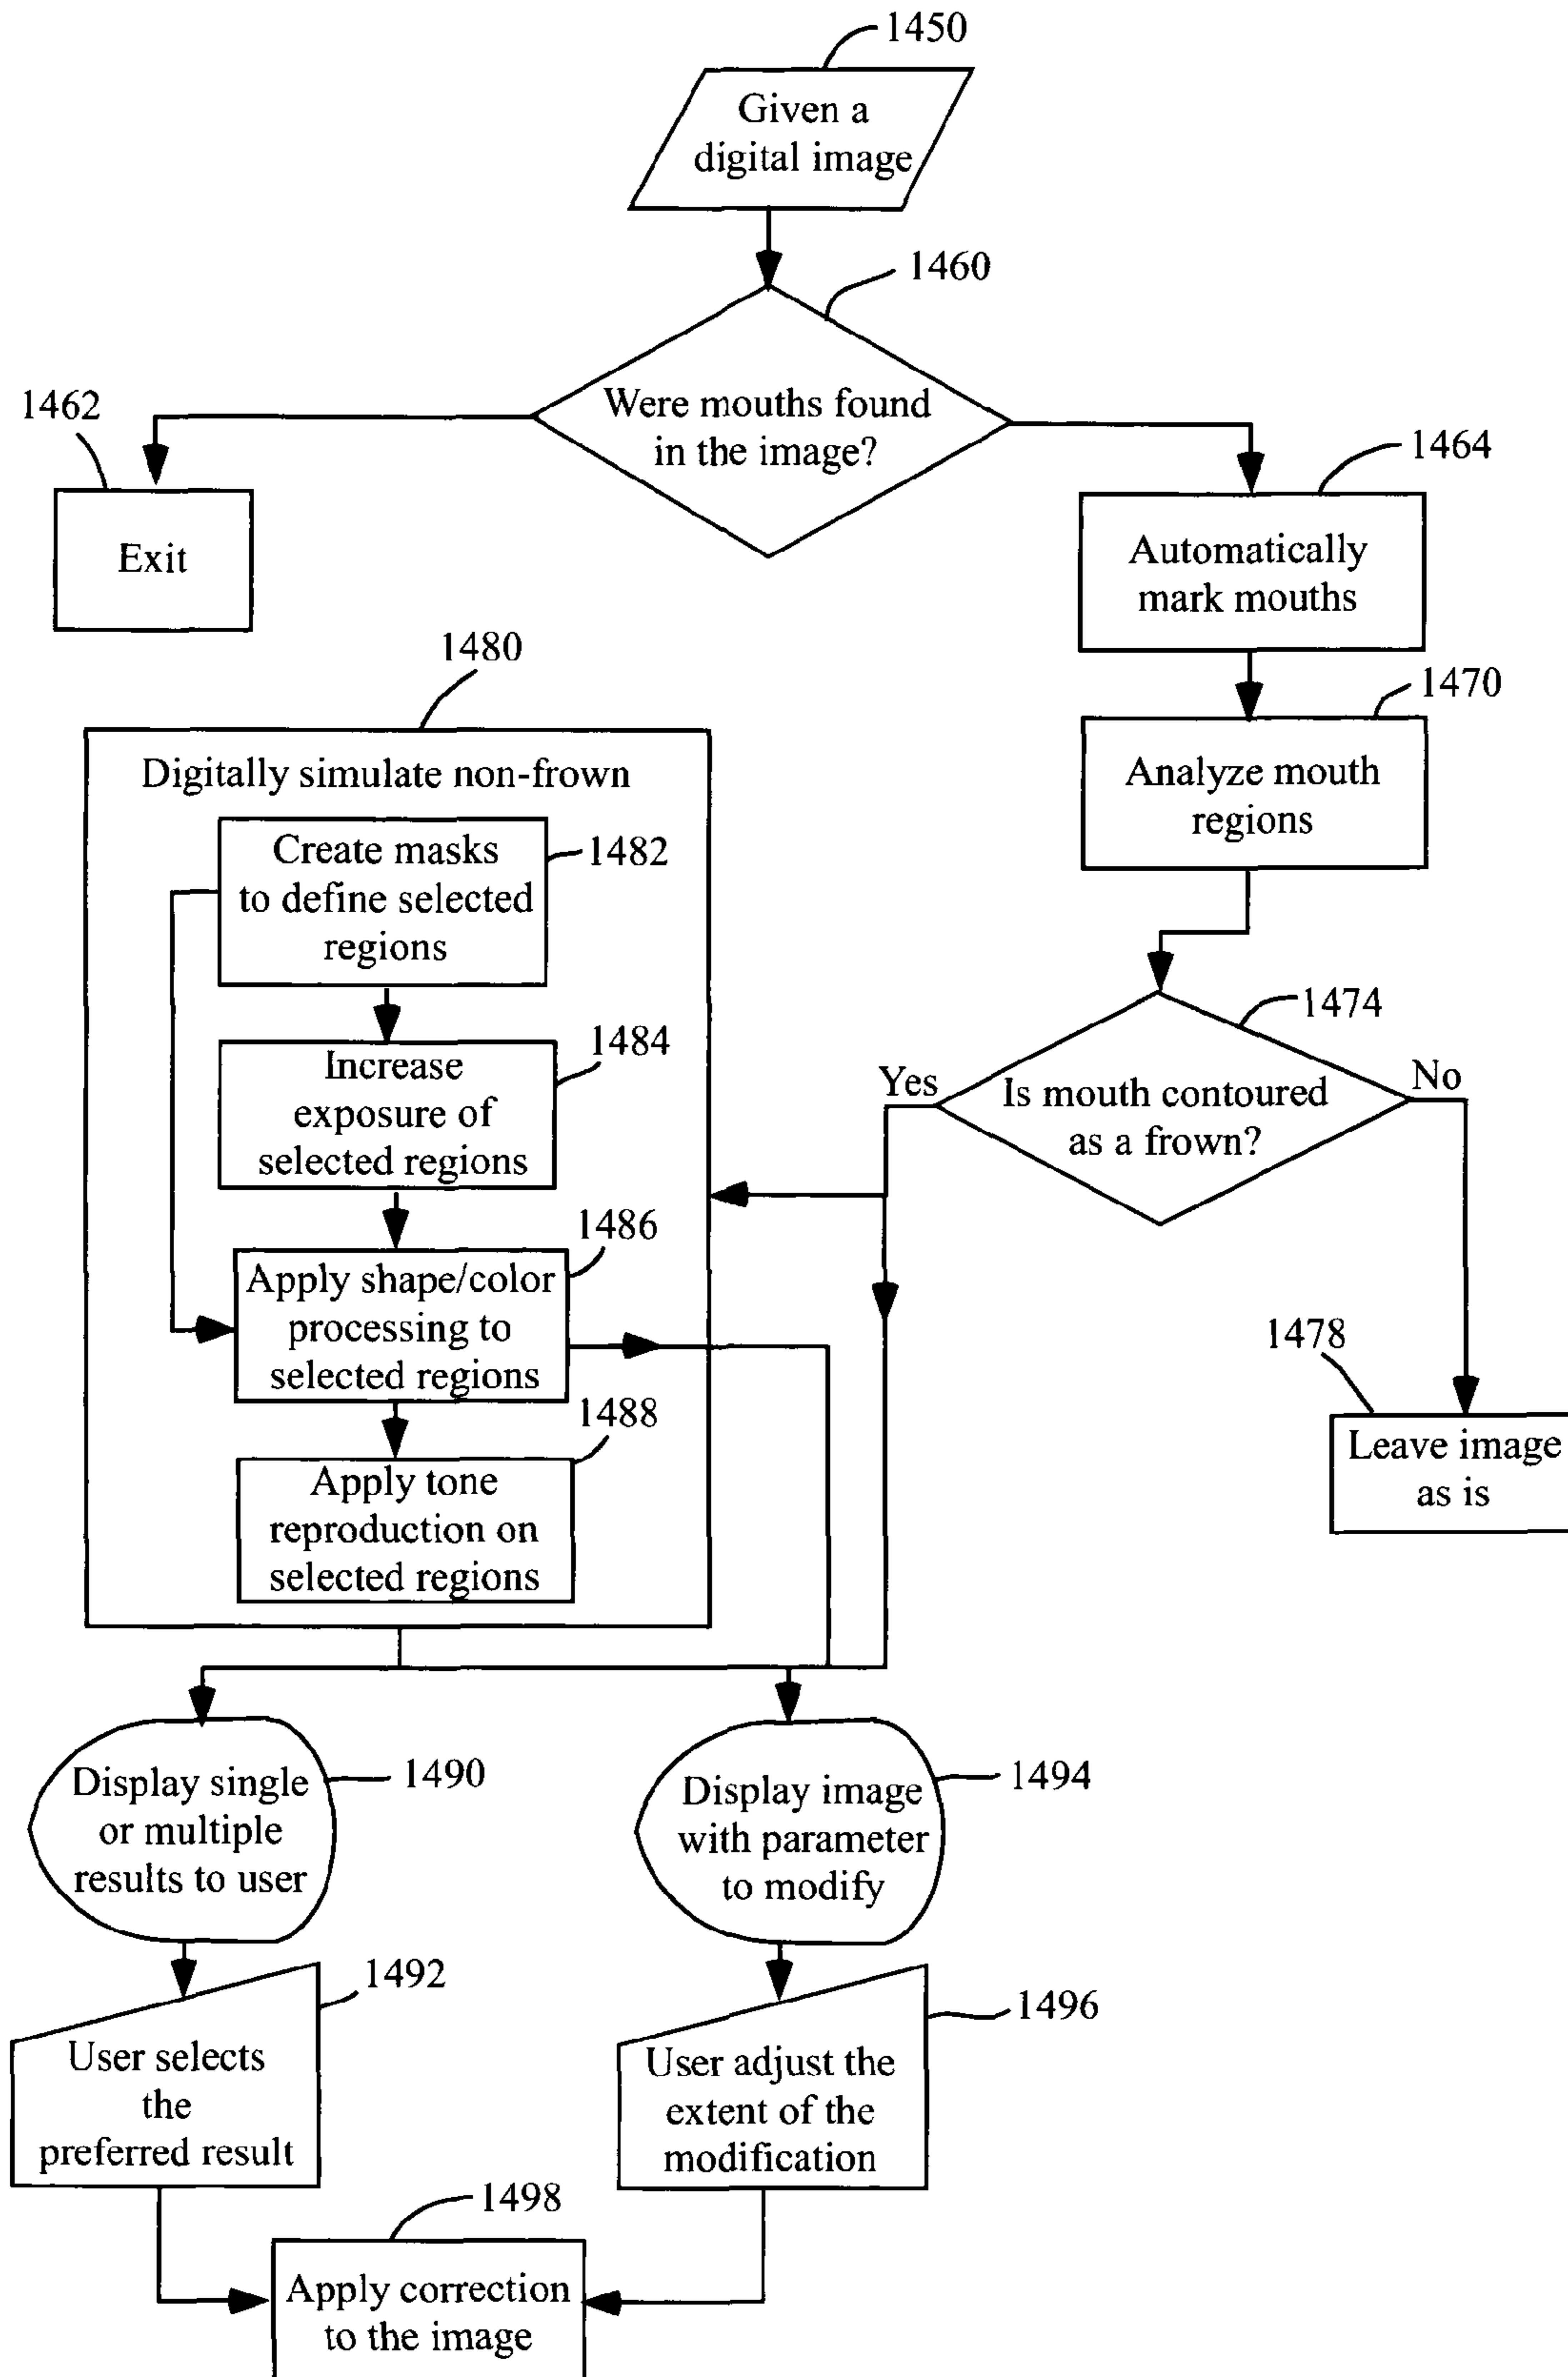 1450
Given a
digital image
1460
Were mouths found
in the image?
1462
Exit
1464
Automatically
mark mouths
1470
Analyze mouth
regions
1474
Is mouth contoured
as a frown?
Yes
No
1478
Leave image
as is
1480
Digitally simulate non-frown
Create masks
to define selected
regions
1482
1484
Increase
exposure of
selected regions
1486
Apply shape/color
processing to
selected regions
1488
Apply tone
reproduction on
selected regions
Display single
or multiple
results to user
1490
Display image
with parameter
to modify
1494
1492
User selects
the
preferred result
1496
User adjust the
extent of the
modification
1498
Apply correction
to the image